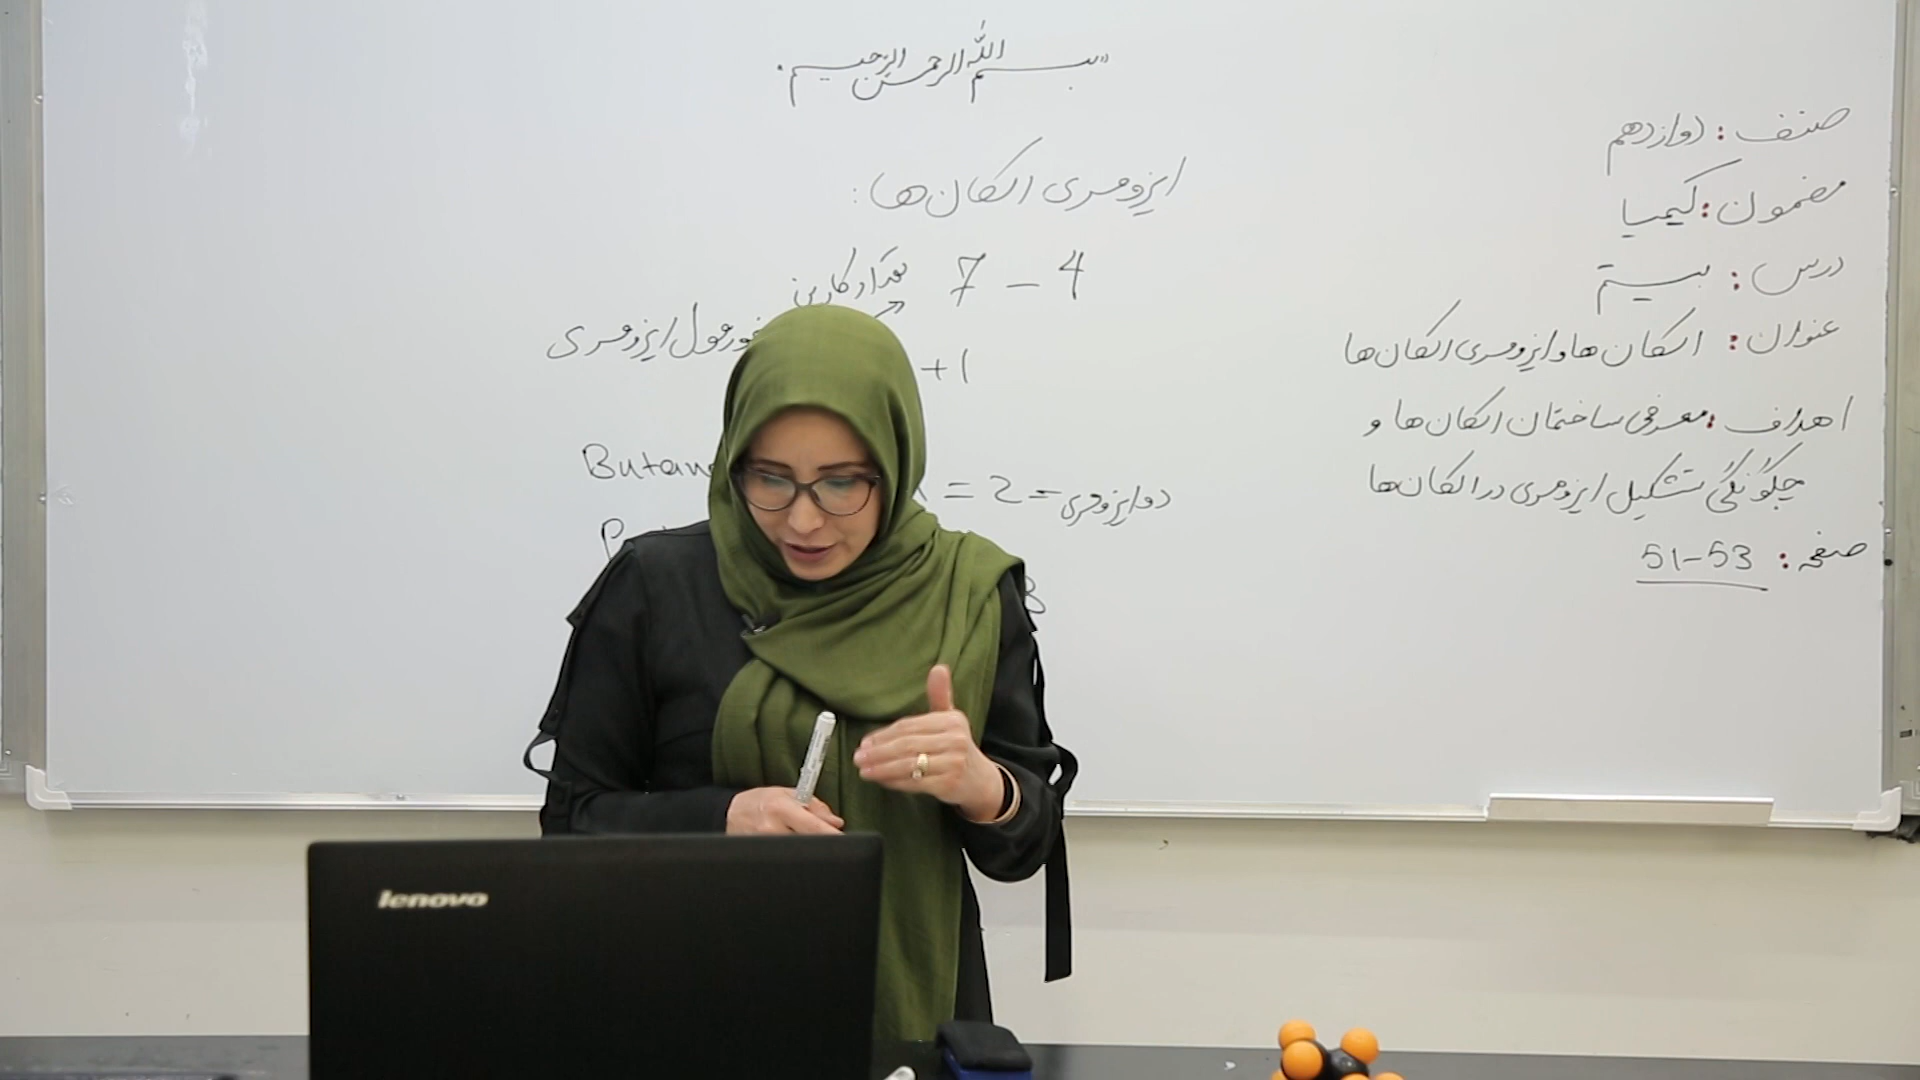 بسم الله الرحمن الرحیم
صنف : دوازدهم
مضمون : کیمیا
درس : بیستم
عنوان : الکان ها و ایزومری الکان ها
اهداف : معرفی ساختمان الکان ها و
چگونگی تشکیل ایزومری در الکان ها
صفحه : 51-53
ایزومری الکان ها :
تعداد کاربن 7 - 4
فورمول ایزومری
+1
Butan
= 2 = دو ایزومری
lenovo